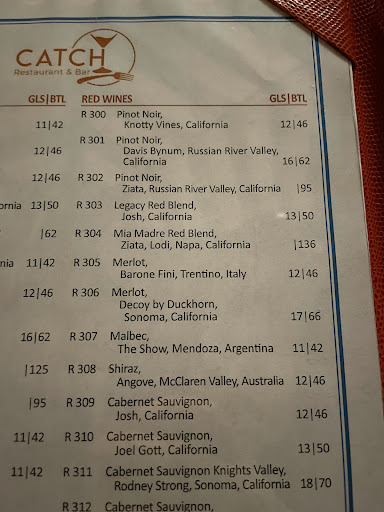 CATCH
Restaurant & Bar
GLS|BTL RED WINES GLS|BTL
R 300 Pinot Noir,
11|42 Knotty Vines, California 12|46
R 301 Pinot Noir,
12|46 Davis Bynum, Russian River Valley,
California 16|62
12|46 R 302 Pinot Noir,
Ziata, Russian River Valley, California |95
ornia 13|50 R 303 Legacy Red Blend,
Josh, California 13|50
|62 R 304 Mia Madre Red Blend,
Ziata, Lodi, Napa, California |136
nia 11|42 R 305 Merlot,
Barone Fini, Trentino, Italy 12|46
12|46 R 306 Merlot,
Decoy by Duckhorn,
Sonoma, California 17|66
16|62 R 307 Malbec,
The Show, Mendoza, Argentina 11|42
|125 R 308 Shiraz,
Angove, McClaren Valley, Australia 12|46
|95 R 309 Cabernet Sauvignon,
Josh, California 12|46
11|42 R 310 Cabernet Sauvignon,
Joel Gott, California 13|50
11|42 R 311 Cabernet Sauvignon Knights Valley,
Rodney Strong, Sonoma, California 18|70
R 312 Cabernet Sauvignon,